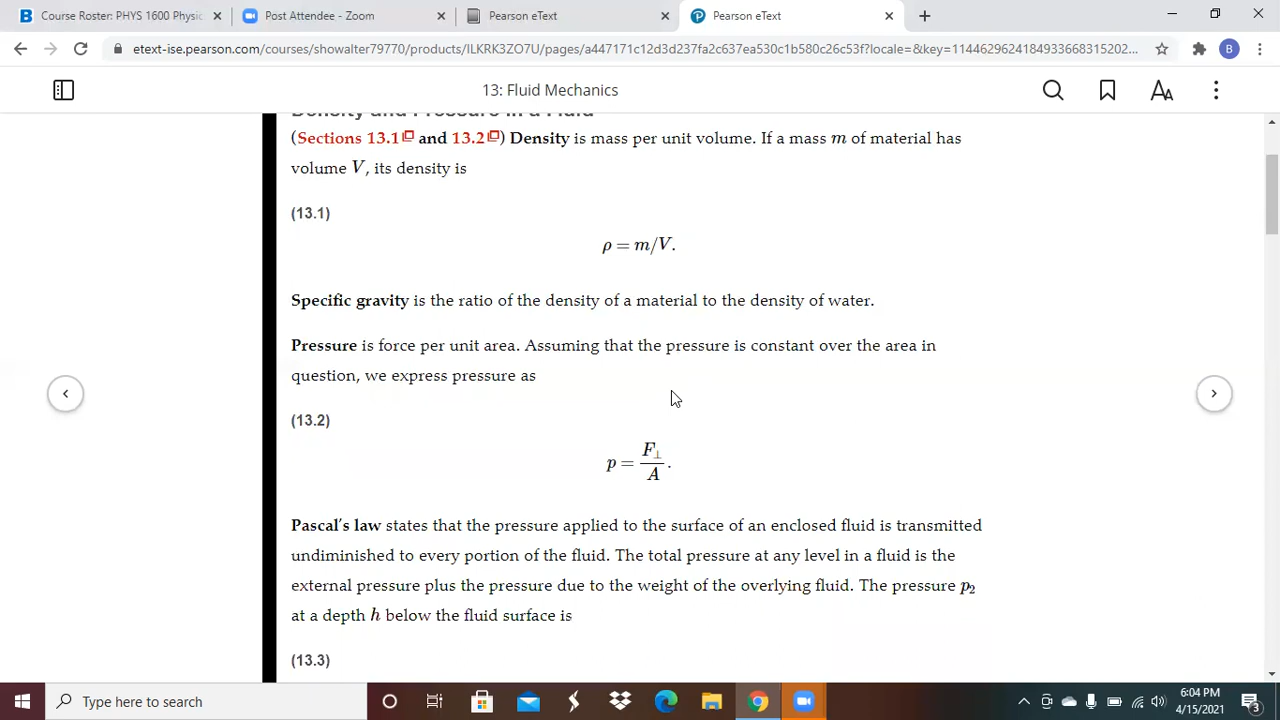 Course Roster: PHYS 1600 Physic
Post Attendee - Zoom
Pearson eText
Pearson eText
etext-ise.pearson.com/courses/showalter79770/products/ILKRK3ZO7U/pages/a447171c12d3d237fa2c637ea530c1b580c26c53f?locale=&key=11446296241849336683152 02...
B
13: Fluid Mechanics
Density and Pressure in a Fluid
(Sections 13.1 and 13.2) Density is mass per unit volume. If a mass m of material has
volume V, its density is
(13.1)
ρ = m/V.
Specific gravity is the ratio of the density of a material to the density of water.
Pressure is force per unit area. Assuming that the pressure is constant over the area in
question, we express pressure as
(13.2)
p = F⊥/A.
Pascal's law states that the pressure applied to the surface of an enclosed fluid is transmitted
undiminished to every portion of the fluid. The total pressure at any level in a fluid is the
external pressure plus the pressure due to the weight of the overlying fluid. The pressure p₂
at a depth h below the fluid surface is
(13.3)
Type here to search
6:04 PM
4/15/2021
3